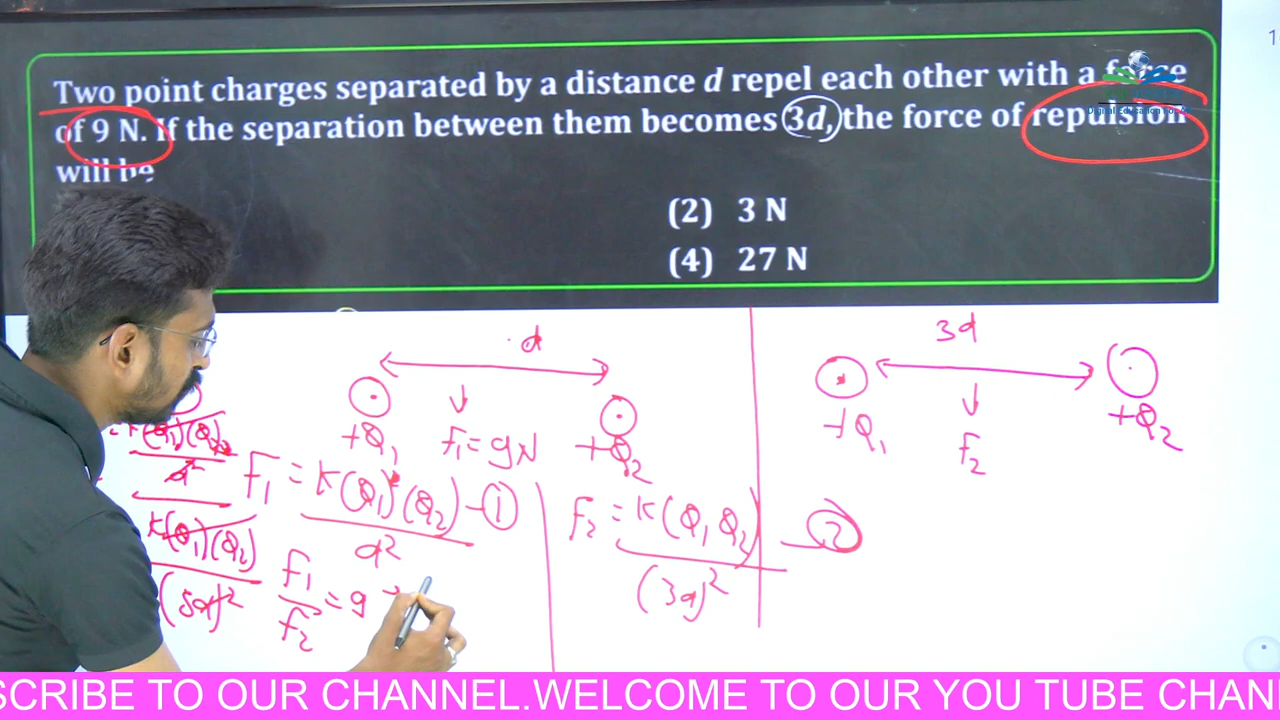 Two point charges separated by a distance d repel each other with a force
of 9 N. If the separation between them becomes 3d, the force of repulsion
will be
(2) 3 N
(4) 27 N
d
+Q₁
F₁ = 9N
+Q₂
3d
+Q₁
F₂
+Q₂
F₁ = K(Q₁)(Q₂) — ①
d²
F₂ = K(Q₁Q₂) — ②
(3d)²
K(Q₁)(Q₂)
F₁
F₂
= 9
SCRIBE TO OUR CHANNEL.WELCOME TO OUR YOU TUBE CHAN